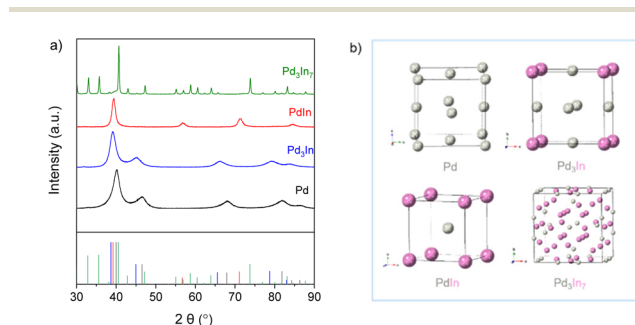 a)
b)
Intensity (a.u.)
Pd₃In₇
PdIn
Pd₃In
Pd
30 40 50 60 70 80 90
2 θ (°)
Pd
Pd₃In
PdIn
Pd₃In₇